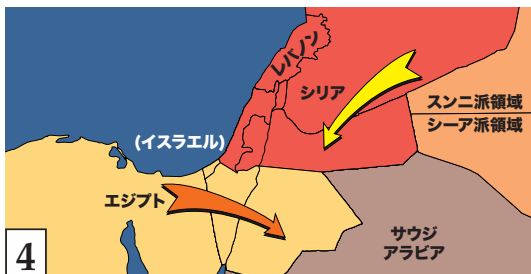 レバノン
シリア
スンニ派領域
シーア派領域
(イスラエル)
エジプト
サウジ
アラビア
4